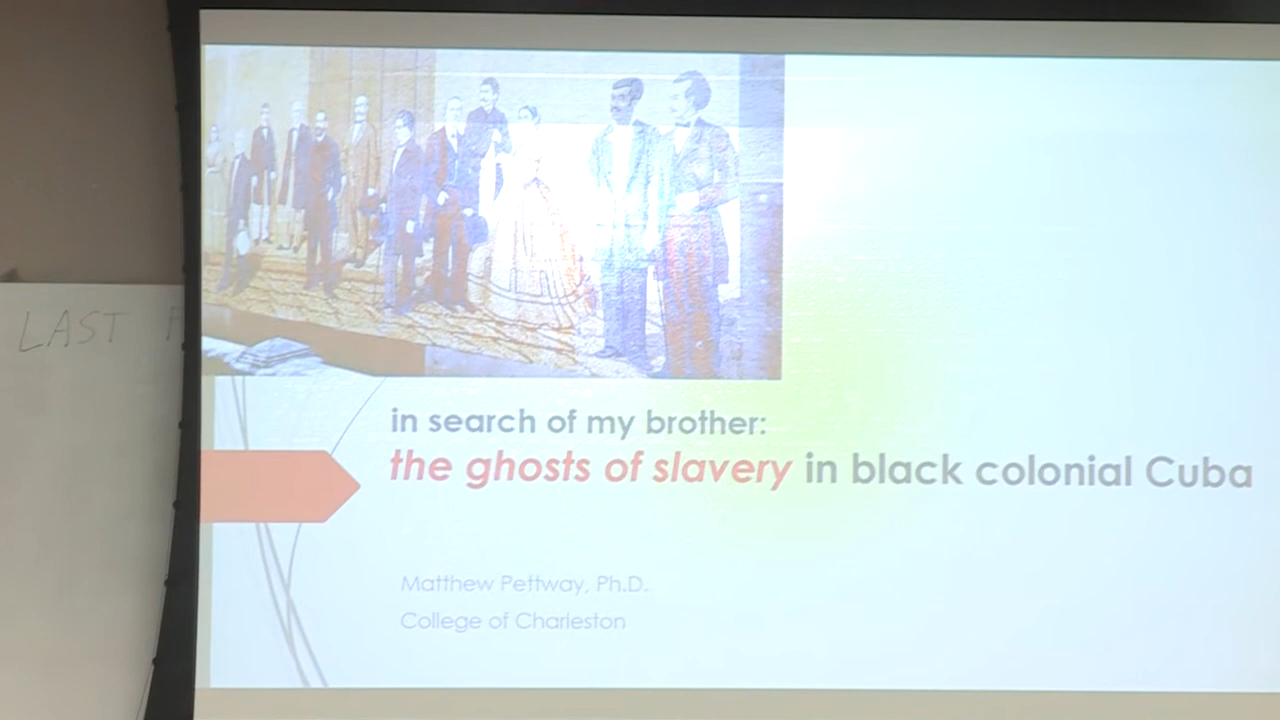 LAST
in search of my brother:
the ghosts of slavery in black colonial Cuba
Matthew Pettway, Ph.D.
College of Charleston